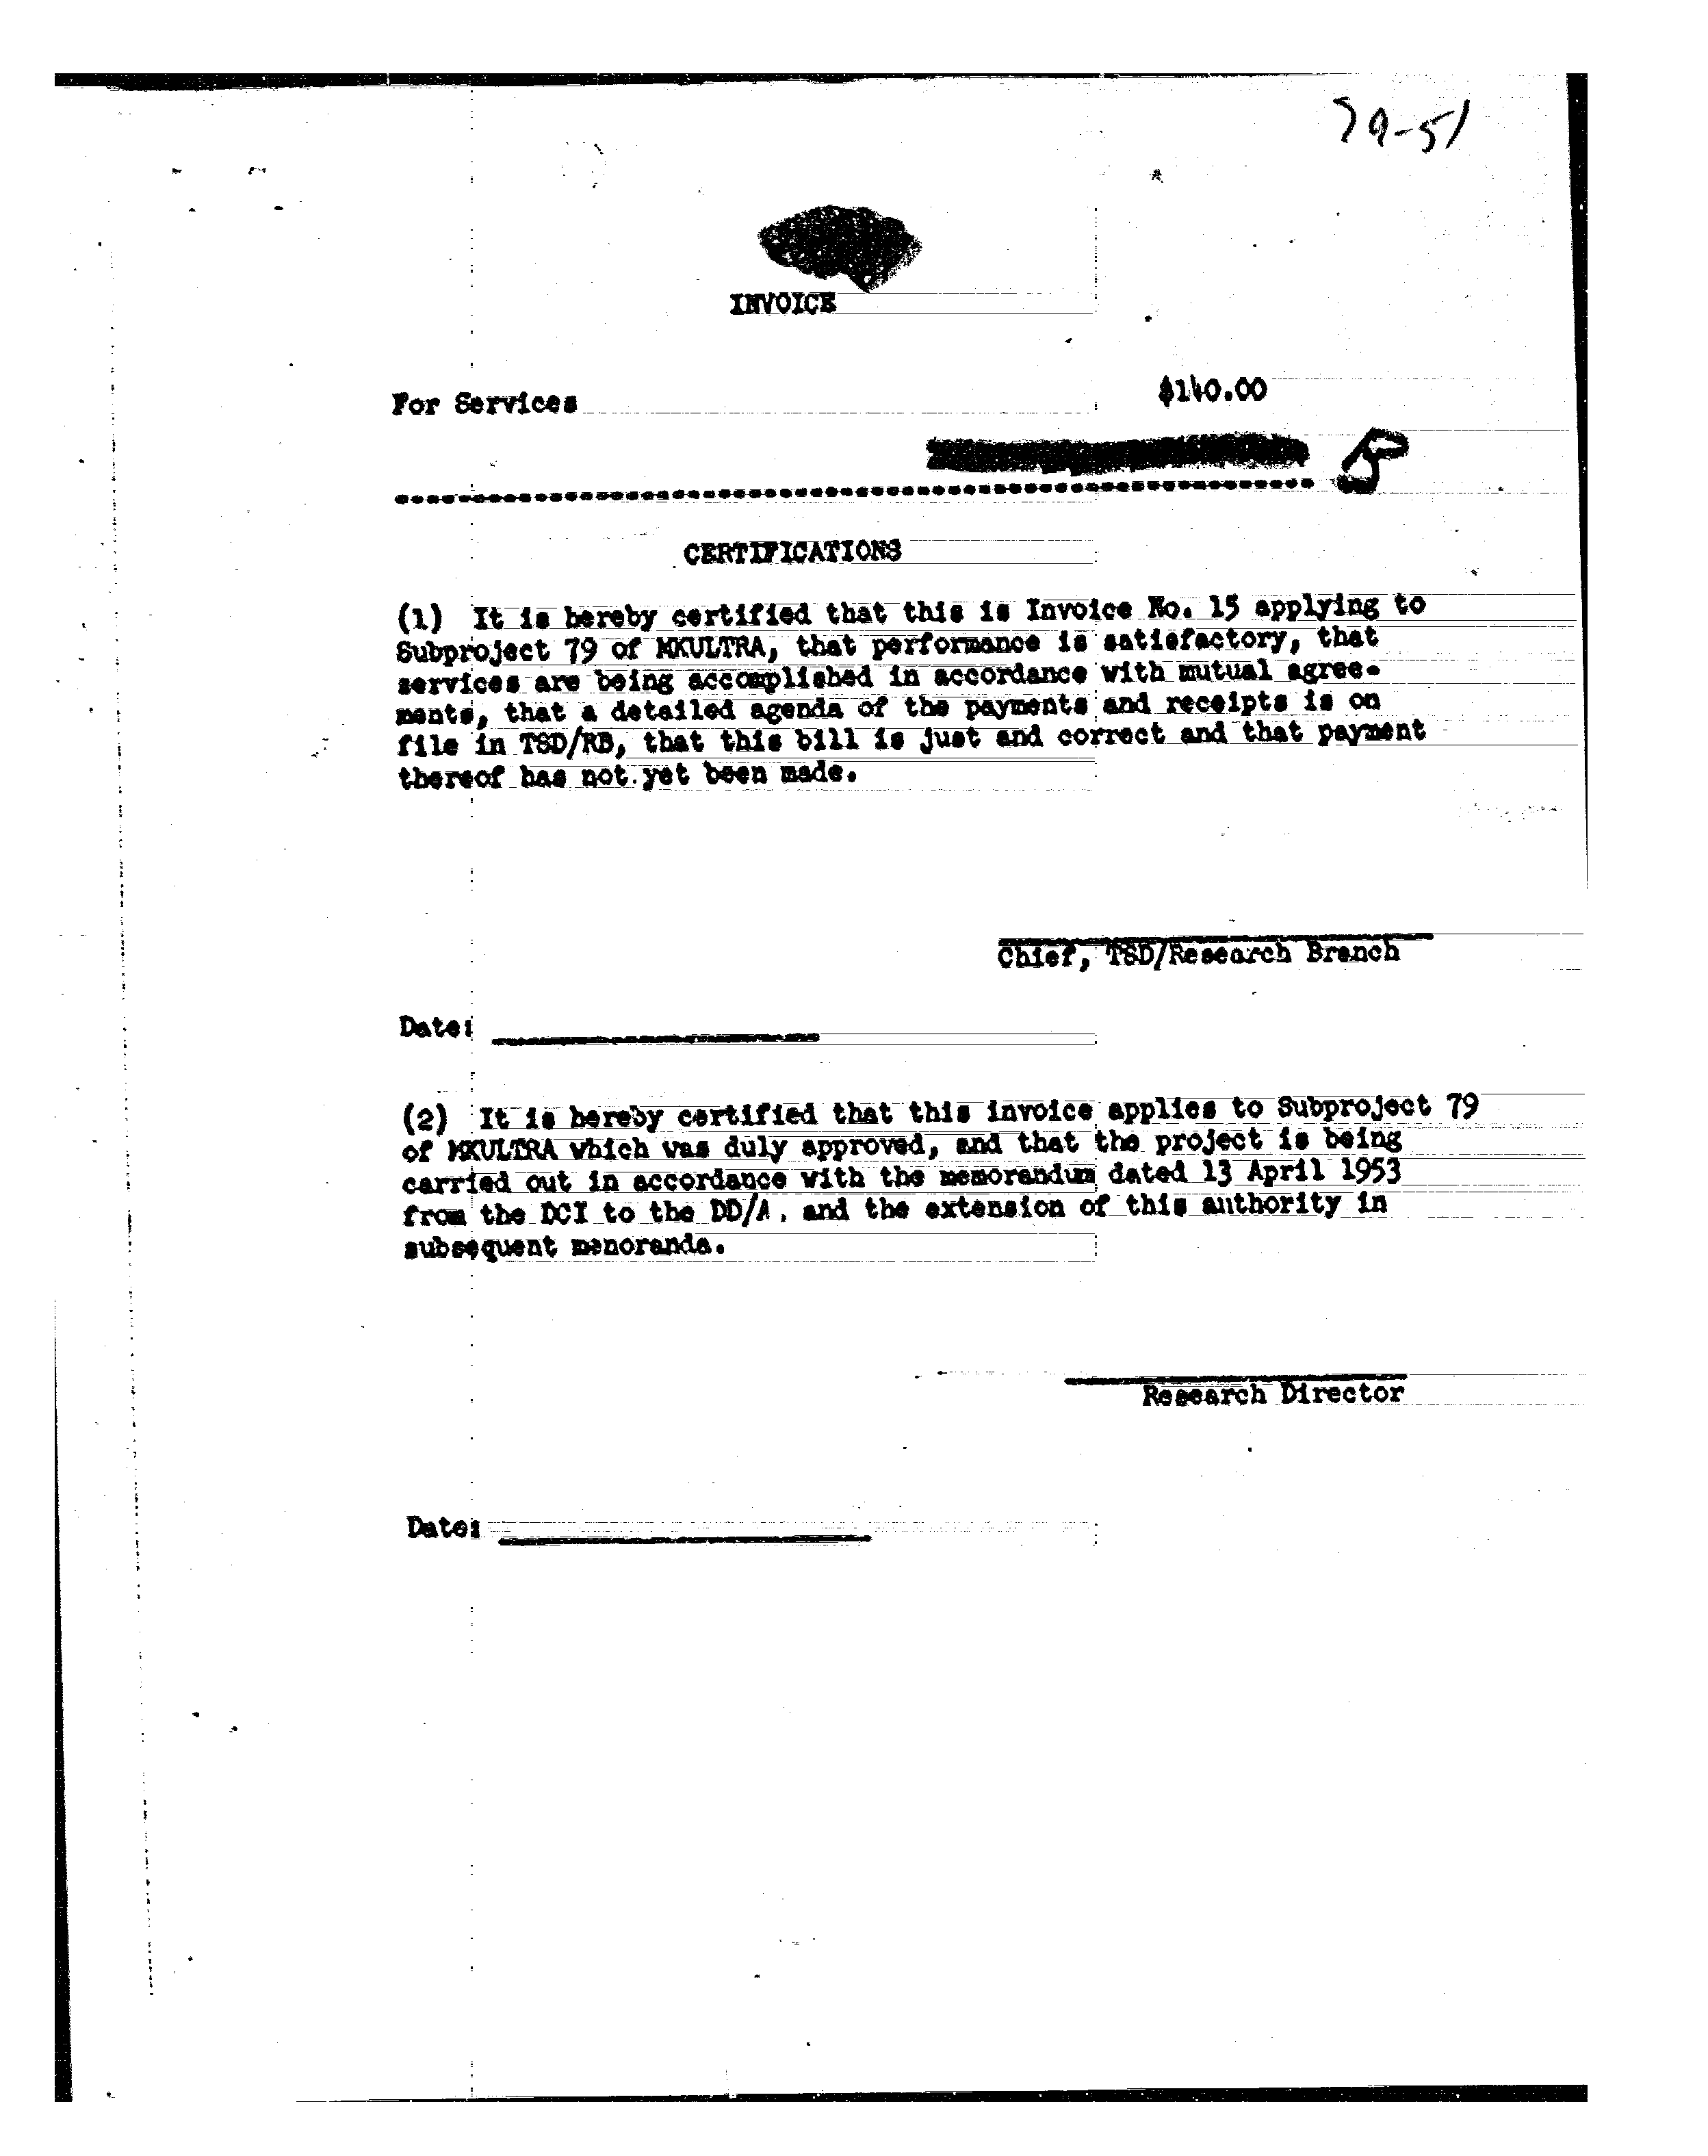 79-51
INVOICE
For Services $140.00
CERTIFICATIONS
(1) It is hereby certified that this is Invoice No. 15 applying to
Subproject 79 of MKULTRA, that performance is satisfactory, that
services are being accomplished in accordance with mutual agree-
ments, that a detailed agenda of the payments and receipts is on
file in TSD/RB, that this bill is just and correct and that payment
thereof has not yet been made.
Chief, TSD/Research Branch
Date:
(2) It is hereby certified that this invoice applies to Subproject 79
of MKULTRA which was duly approved, and that the project is being
carried out in accordance with the memorandum dated 13 April 1953
from the DCI to the DD/A, and the extension of this authority in
subsequent memoranda.
Research Director
Date: